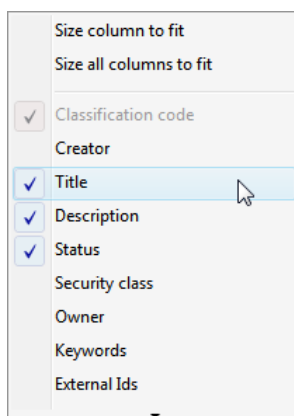 Size column to fit
Size all columns to fit
Classification code
Creator
Title
Description
Status
Security class
Owner
Keywords
External Ids